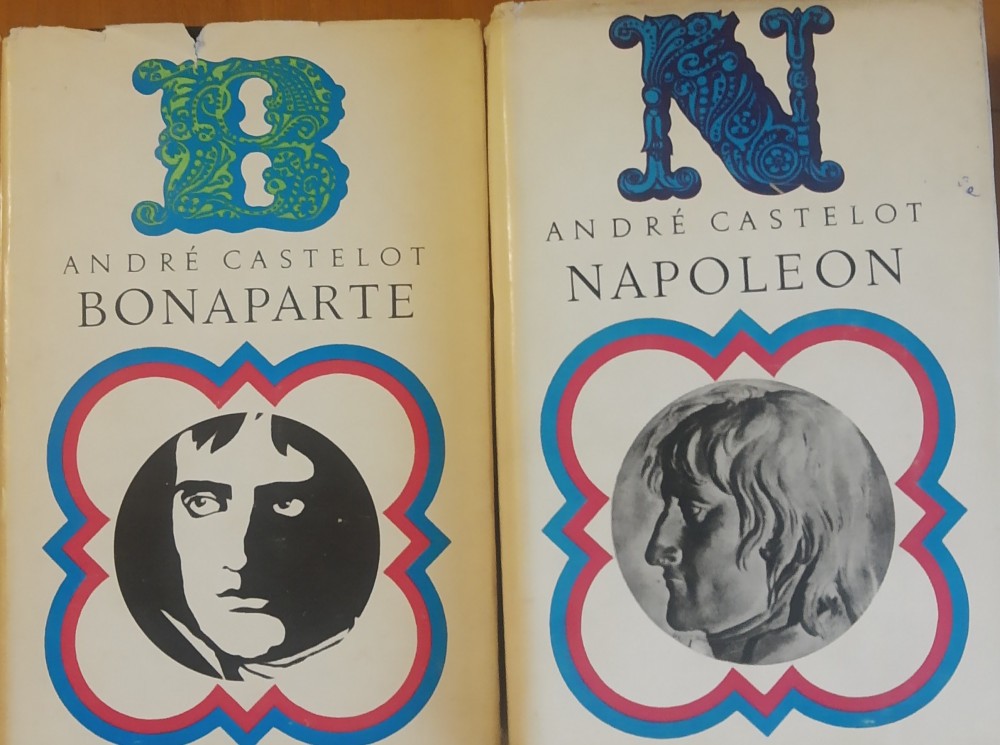 B
ANDRÉ CASTELOT
BONAPARTE
N
ANDRÉ CASTELOT
NAPOLEON